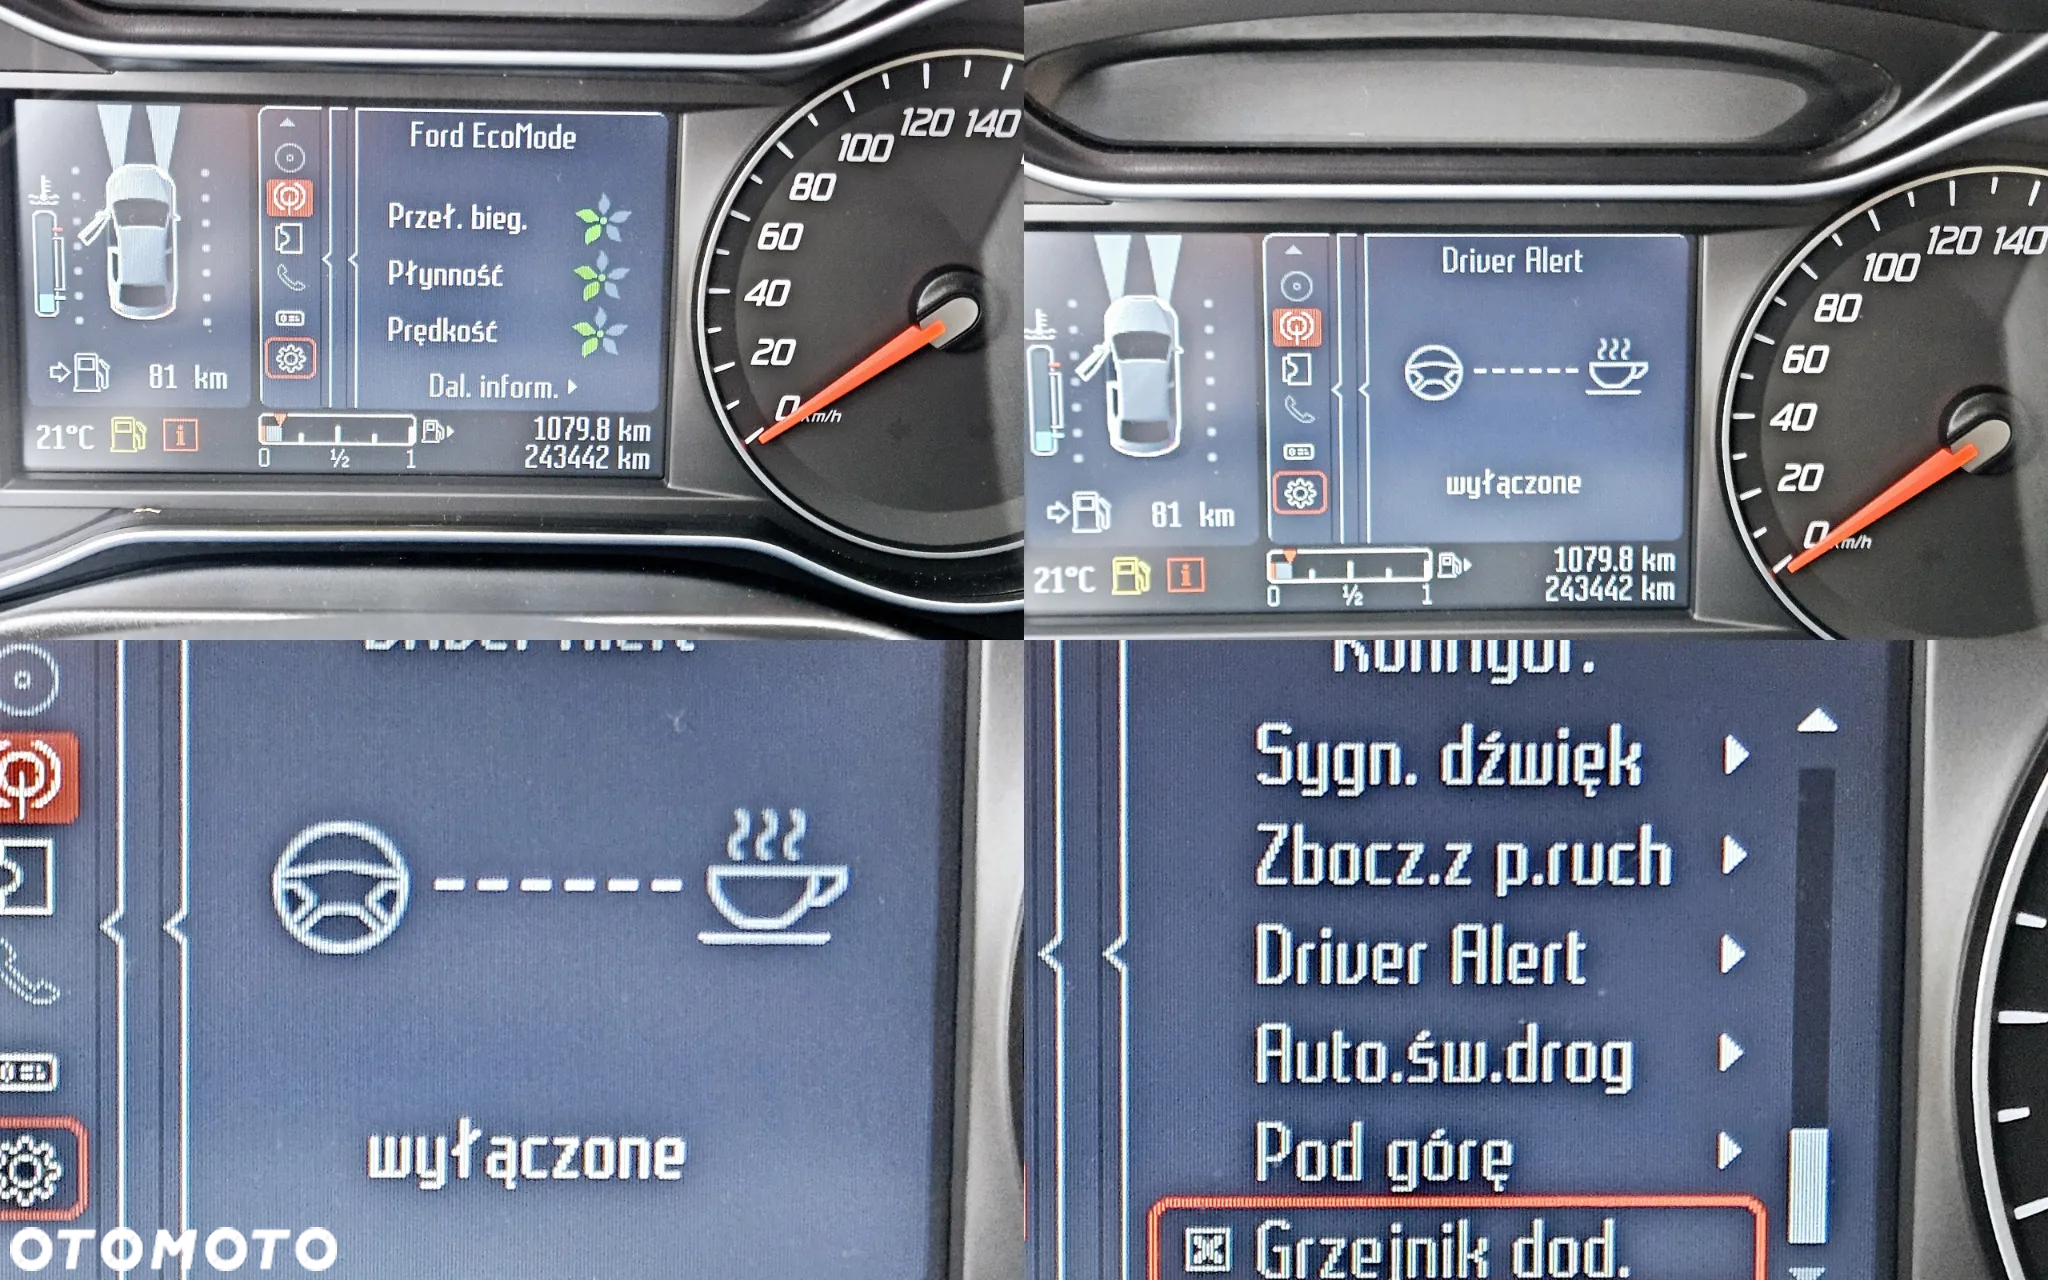 Ford EcoMode
Przeł. bieg.
Płynność
Prędkość
Dal. inform.
81 km
21°C
0 ½ 1
1079.8 km
243442 km
0
20
40
60
80
100
120
140
km/h
Driver Alert
wyłączone
81 km
21°C
0 ½ 1
1079.8 km
243442 km
0
20
40
60
80
100
120
140
km/h
Driver Alert
wyłączone
OTOMOTO
Konfigur.
Sygn. dźwięk
Zbocz.z p.ruch
Driver Alert
Auto.św.drog
Pod górę
Grzejnik dod.